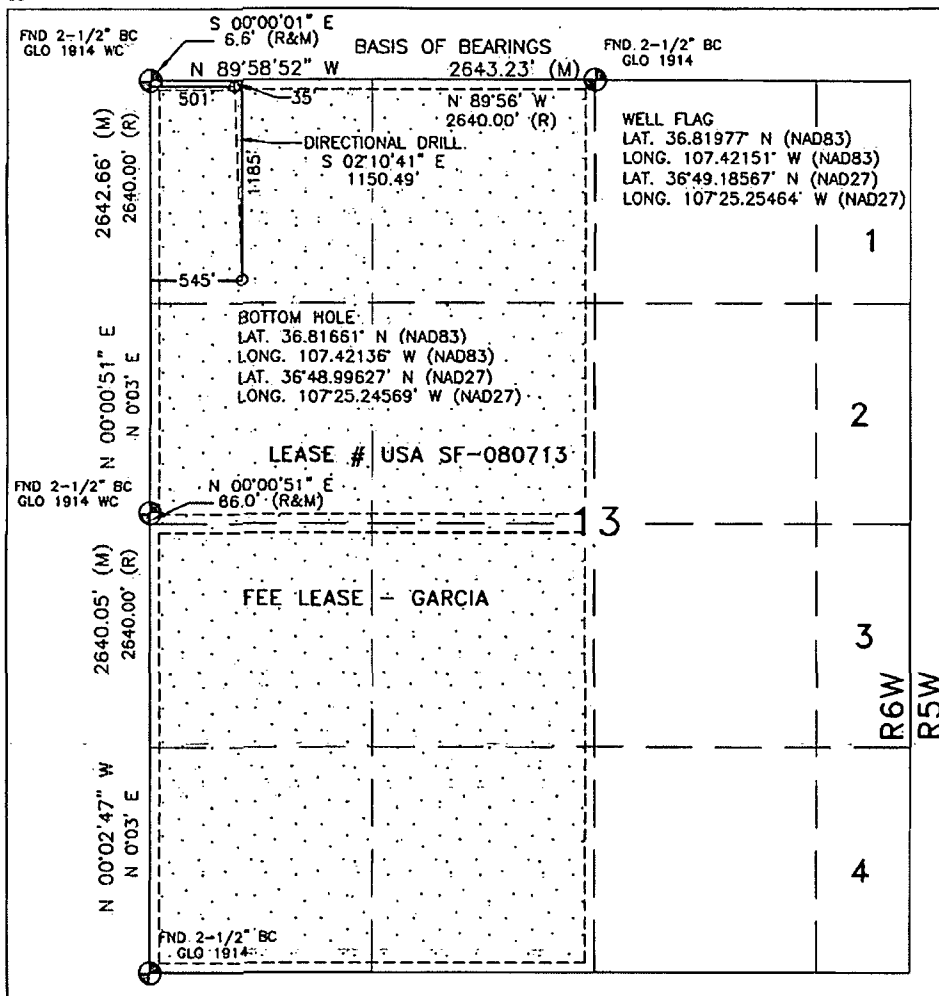 FND 2-1/2" BC
GLO 1914 WC
S 00°00'01" E
6.6' (R&M)
BASIS OF BEARINGS
N 89°58'52" W 2643.23' (M)
FND. 2-1/2" BC
GLO 1914
501'
35'
N 89°56' W
2640.00' (R)
DIRECTIONAL DRILL
S 02°10'41" E
1150.49'
1185'
545'
WELL FLAG
LAT. 36.81977° N (NAD83)
LONG. 107.42151° W (NAD83)
LAT. 36°49.18567' N (NAD27)
LONG. 107°25.25464' W (NAD27)
2642.66' (M)
2640.00' (R)
1
BOTTOM HOLE
LAT. 36.81661° N (NAD83)
LONG. 107.42136° W (NAD83)
LAT. 36°48.99627' N (NAD27)
LONG. 107°25.24569' W (NAD27)
N 00°00'51" E
N 0°03' E
2
LEASE # USA SF-080713
FND 2-1/2" BC
GLO 1914 WC
N 00°00'51" E
66.0' (R&M)
13
2640.05' (M)
2640.00' (R)
FEE LEASE - GARCIA
3
R6W
R5W
N 00°02'47" W
N 0°03' E
4
FND. 2-1/2" BC
GLO 1914